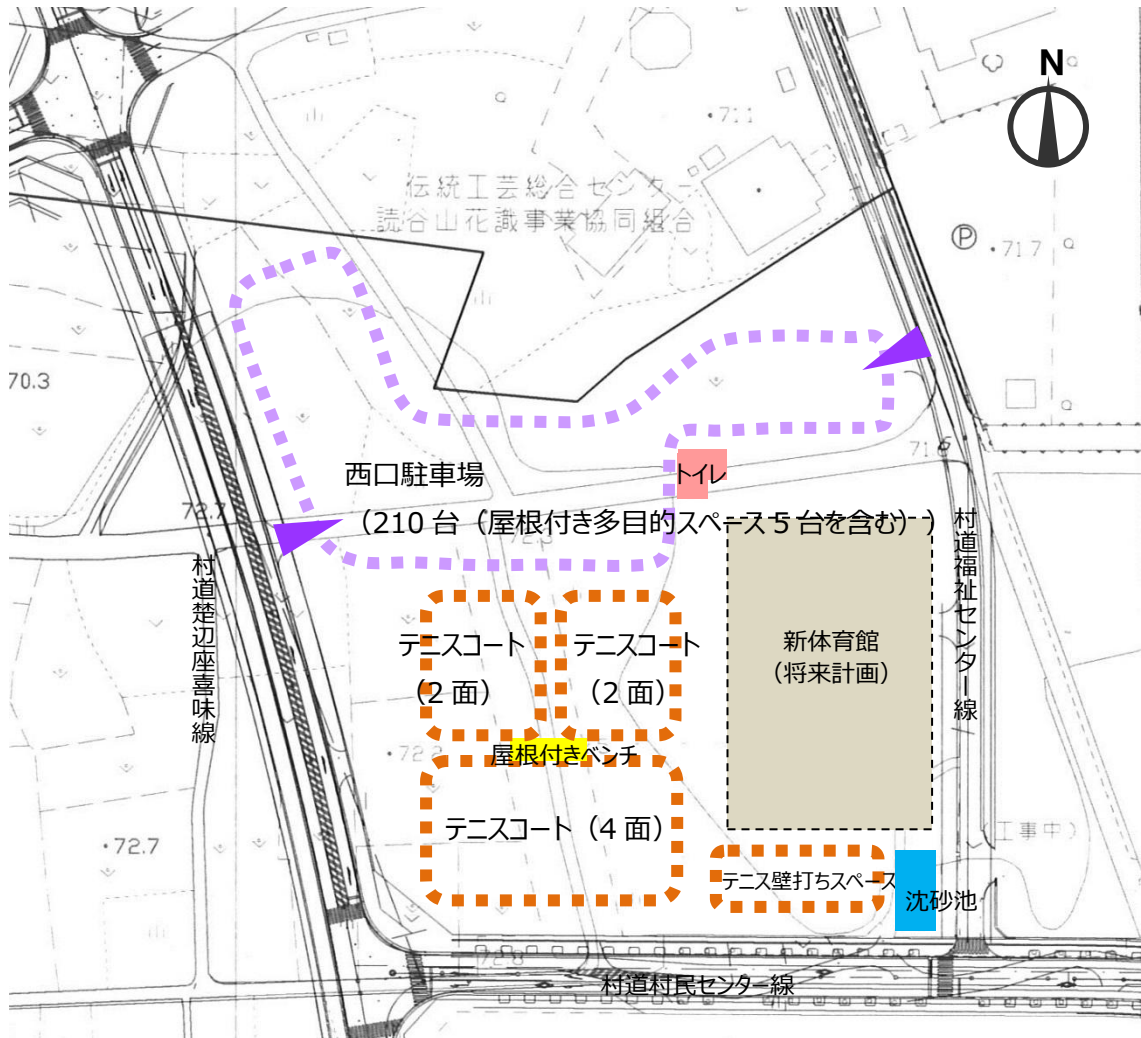 N
・71.1
伝統工芸総合センター
読谷山花識事業協同組合
P
・71.7
70.3
西口駐車場
トイレ
（210 台（屋根付き多目的スペース 5 台を含む））
72.7
村道楚辺座喜味線
村道福祉センター線
テニスコート
（2 面）
テニスコート
（2 面）
新体育館
（将来計画）
・72.2
屋根付きベンチ
テニスコート（4 面）
（工事中）
・72.7
テニス壁打ちスペース
沈砂池
72.8
村道村民センター線